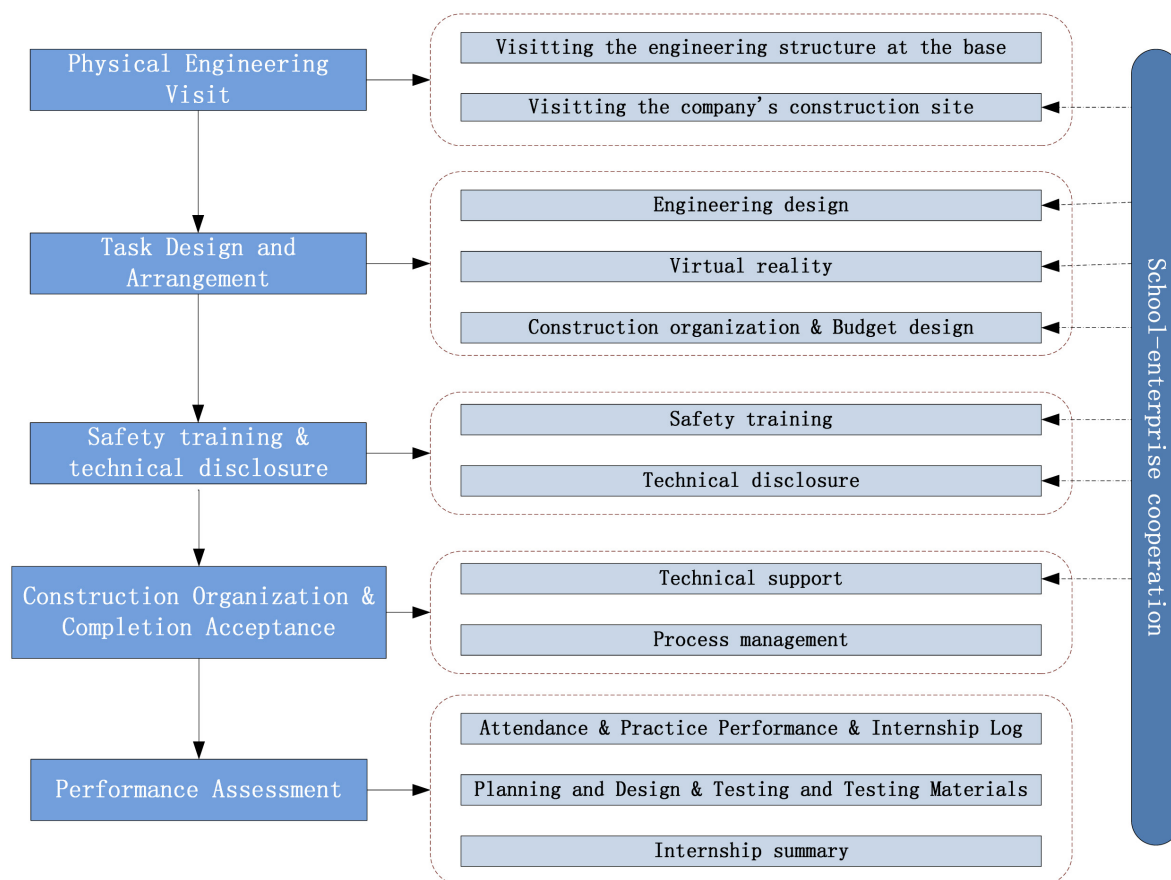 Physical Engineering
Visit
Visitting the engineering structure at the base
Visitting the company's construction site
Task Design and
Arrangement
Engineering design
Virtual reality
Construction organization & Budget design
Safety training &
technical disclosure
Safety training
Technical disclosure
Construction Organization &
Completion Acceptance
Technical support
Process management
Performance Assessment
Attendance & Practice Performance & Internship Log
Planning and Design & Testing and Testing Materials
Internship summary
School-enterprise cooperation